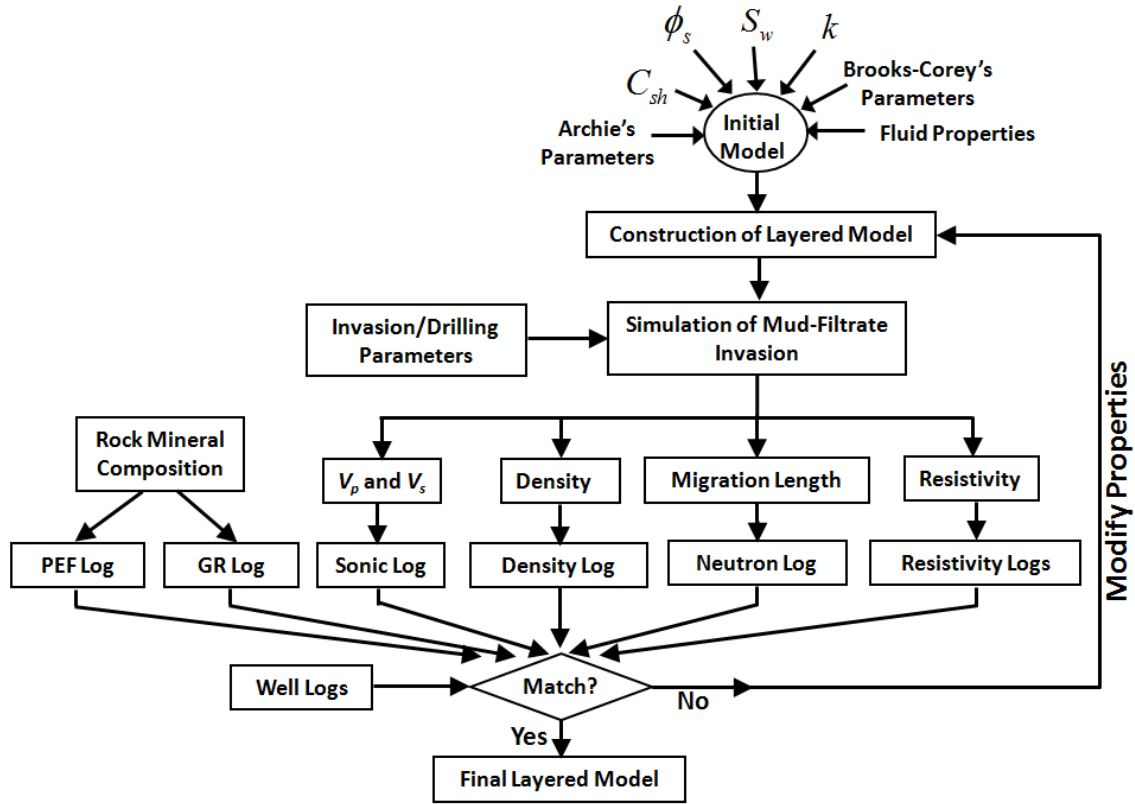 ϕs
Sw
k
Csh
Brooks-Corey's
Parameters
Archie's
Parameters
Initial
Model
Fluid Properties
Construction of Layered Model
Invasion/Drilling
Parameters
Simulation of Mud-Filtrate
Invasion
Modify Properties
Rock Mineral
Composition
Vp and Vs
Density
Migration Length
Resistivity
PEF Log
GR Log
Sonic Log
Density Log
Neutron Log
Resistivity Logs
Well Logs
Match?
No
Yes
Final Layered Model